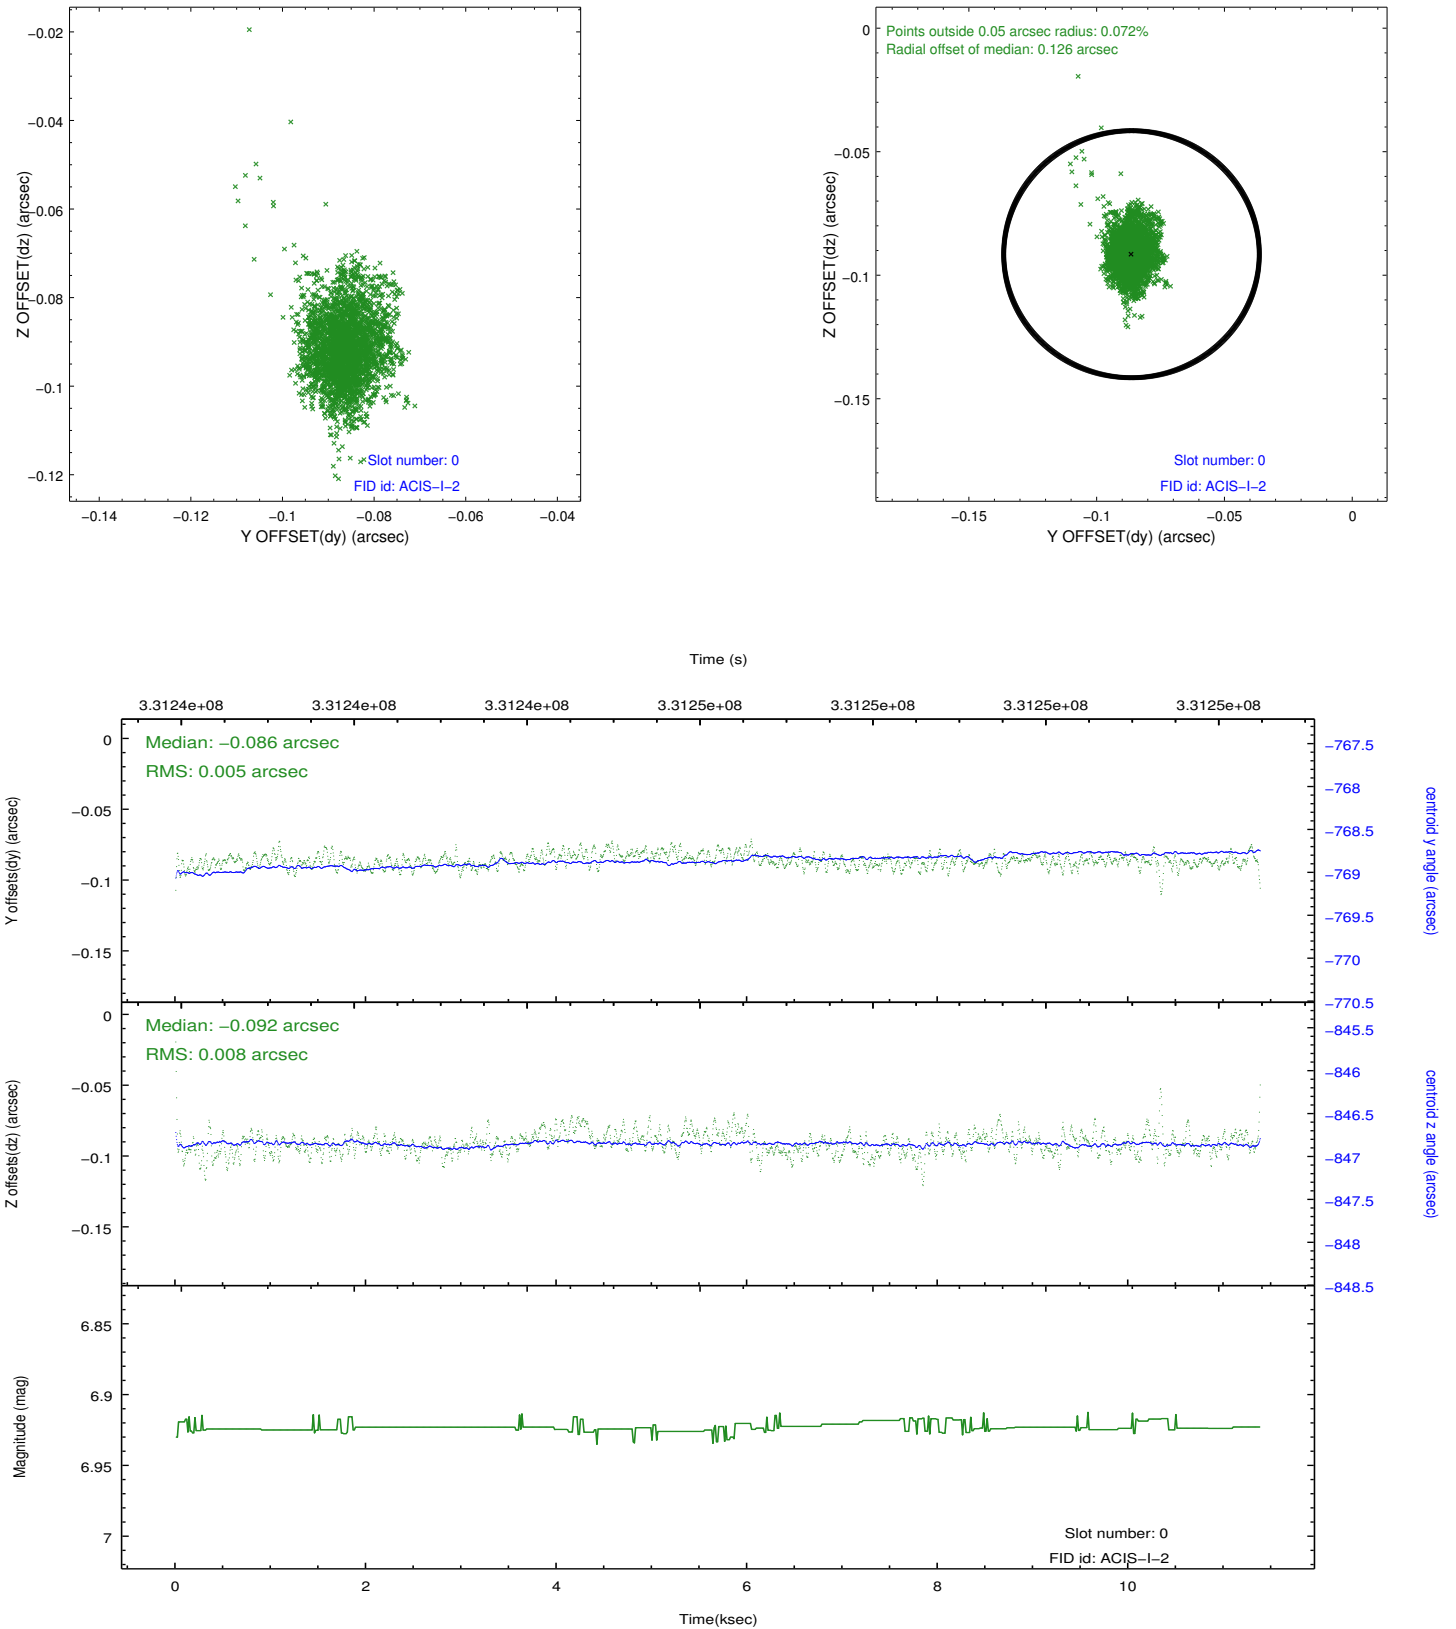 −0.02
−0.04
−0.06
−0.08
−0.1
−0.12
Z OFFSET(dz) (arcsec)
Slot number: 0
FID id: ACIS−I−2
−0.14
−0.12
−0.1
−0.08
−0.06
−0.04
Y OFFSET(dy) (arcsec)
Points outside 0.05 arcsec radius: 0.072%
Radial offset of median: 0.126 arcsec
0
−0.05
−0.1
−0.15
Z OFFSET(dz) (arcsec)
Slot number: 0
FID id: ACIS−I−2
−0.15
−0.1
−0.05
0
Y OFFSET(dy) (arcsec)
Time (s)
3.3124e+08
3.3124e+08
3.3124e+08
3.3125e+08
3.3125e+08
3.3125e+08
3.3125e+08
Median: −0.086 arcsec
RMS: 0.005 arcsec
0
−0.05
−0.1
−0.15
Y offsets(dy) (arcsec)
−767.5
−768
−768.5
−769
−769.5
−770
−770.5
centroid y angle (arcsec)
Median: −0.092 arcsec
RMS: 0.008 arcsec
0
−0.05
−0.1
−0.15
Z offsets(dz) (arcsec)
−845.5
−846
−846.5
−847
−847.5
−848
−848.5
centroid z angle (arcsec)
6.85
6.9
6.95
7
Magnitude (mag)
Slot number: 0
FID id: ACIS−I−2
0
2
4
6
8
10
Time(ksec)